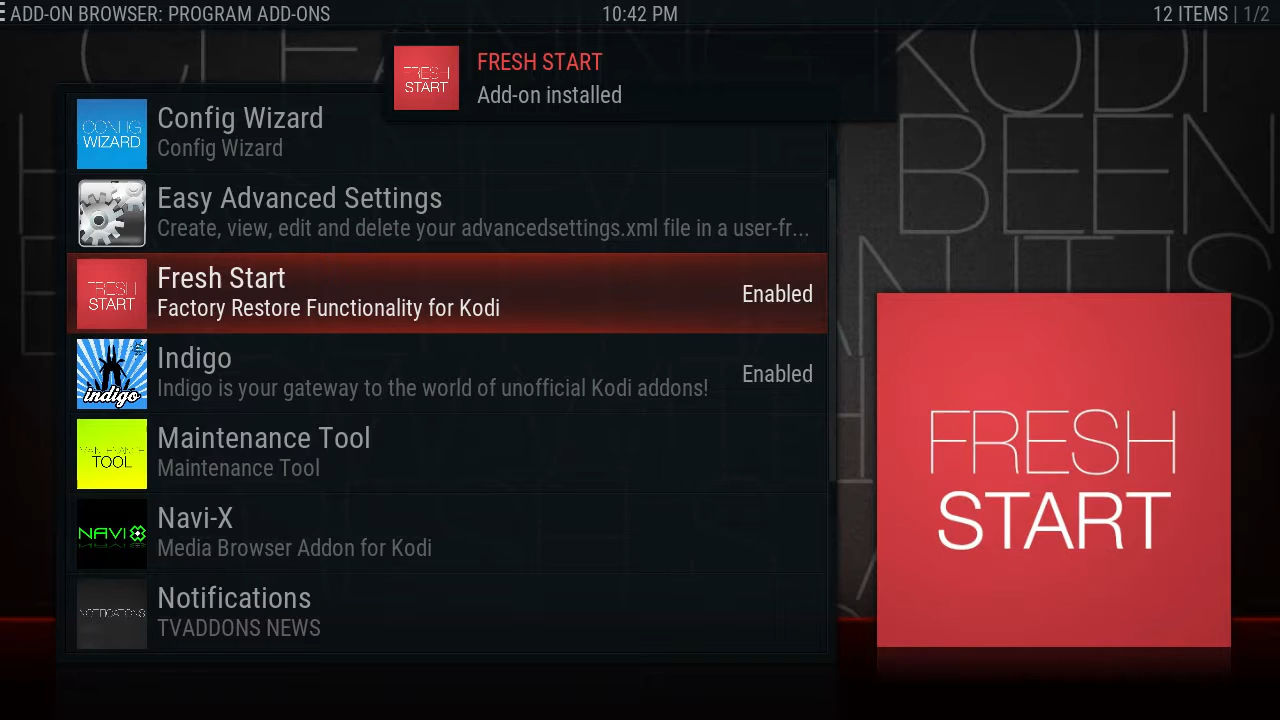 ADD-ON BROWSER: PROGRAM ADD-ONS
10:42 PM
12 ITEMS | 1/2
FRESH START
FRESH START
Add-on installed
CONFIG WIZARD
Config Wizard
Config Wizard
Easy Advanced Settings
Create, view, edit and delete your advancedsettings.xml file in a user-fr...
FRESH START
Fresh Start
Factory Restore Functionality for Kodi
Enabled
indigo
Indigo
Indigo is your gateway to the world of unofficial Kodi addons!
Enabled
MAINTENANCE TOOL
Maintenance Tool
Maintenance Tool
NAVI X
Navi-X
Media Browser Addon for Kodi
NOTIFICATIONS
Notifications
TVADDONS NEWS
FRESH
START
KODI
BEEN